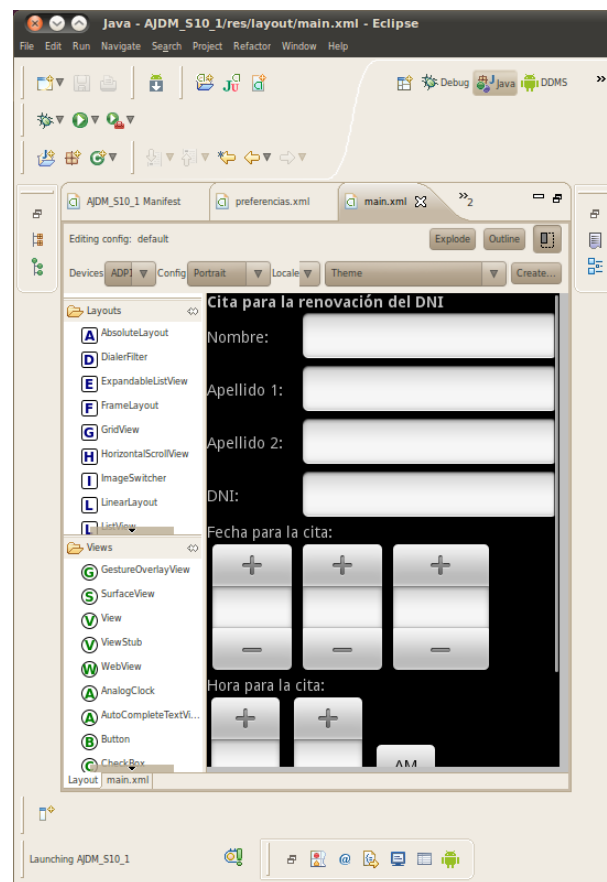 Java - AJDM_S10_1/res/layout/main.xml - Eclipse
File Edit Run Navigate Search Project Refactor Window Help
Debug Java DDMS »
AJDM_S10_1 Manifest preferencias.xml main.xml »2
Editing config: default Explode Outline
Devices ADP1 Config Portrait Locale Theme Create...
Layouts
A AbsoluteLayout
D DialerFilter
E ExpandableListView
F FrameLayout
G GridView
H HorizontalScrollView
I ImageSwitcher
L LinearLayout
L ListView
Views
G GestureOverlayView
S SurfaceView
V View
V ViewStub
W WebView
A AnalogClock
A AutoCompleteTextVi...
B Button
C CheckBox
Cita para la renovación del DNI
Nombre:
Apellido 1:
Apellido 2:
DNI:
Fecha para la cita:
+ + +
− − −
Hora para la cita:
+ +
AM
Layout main.xml
Launching AJDM_S10_1